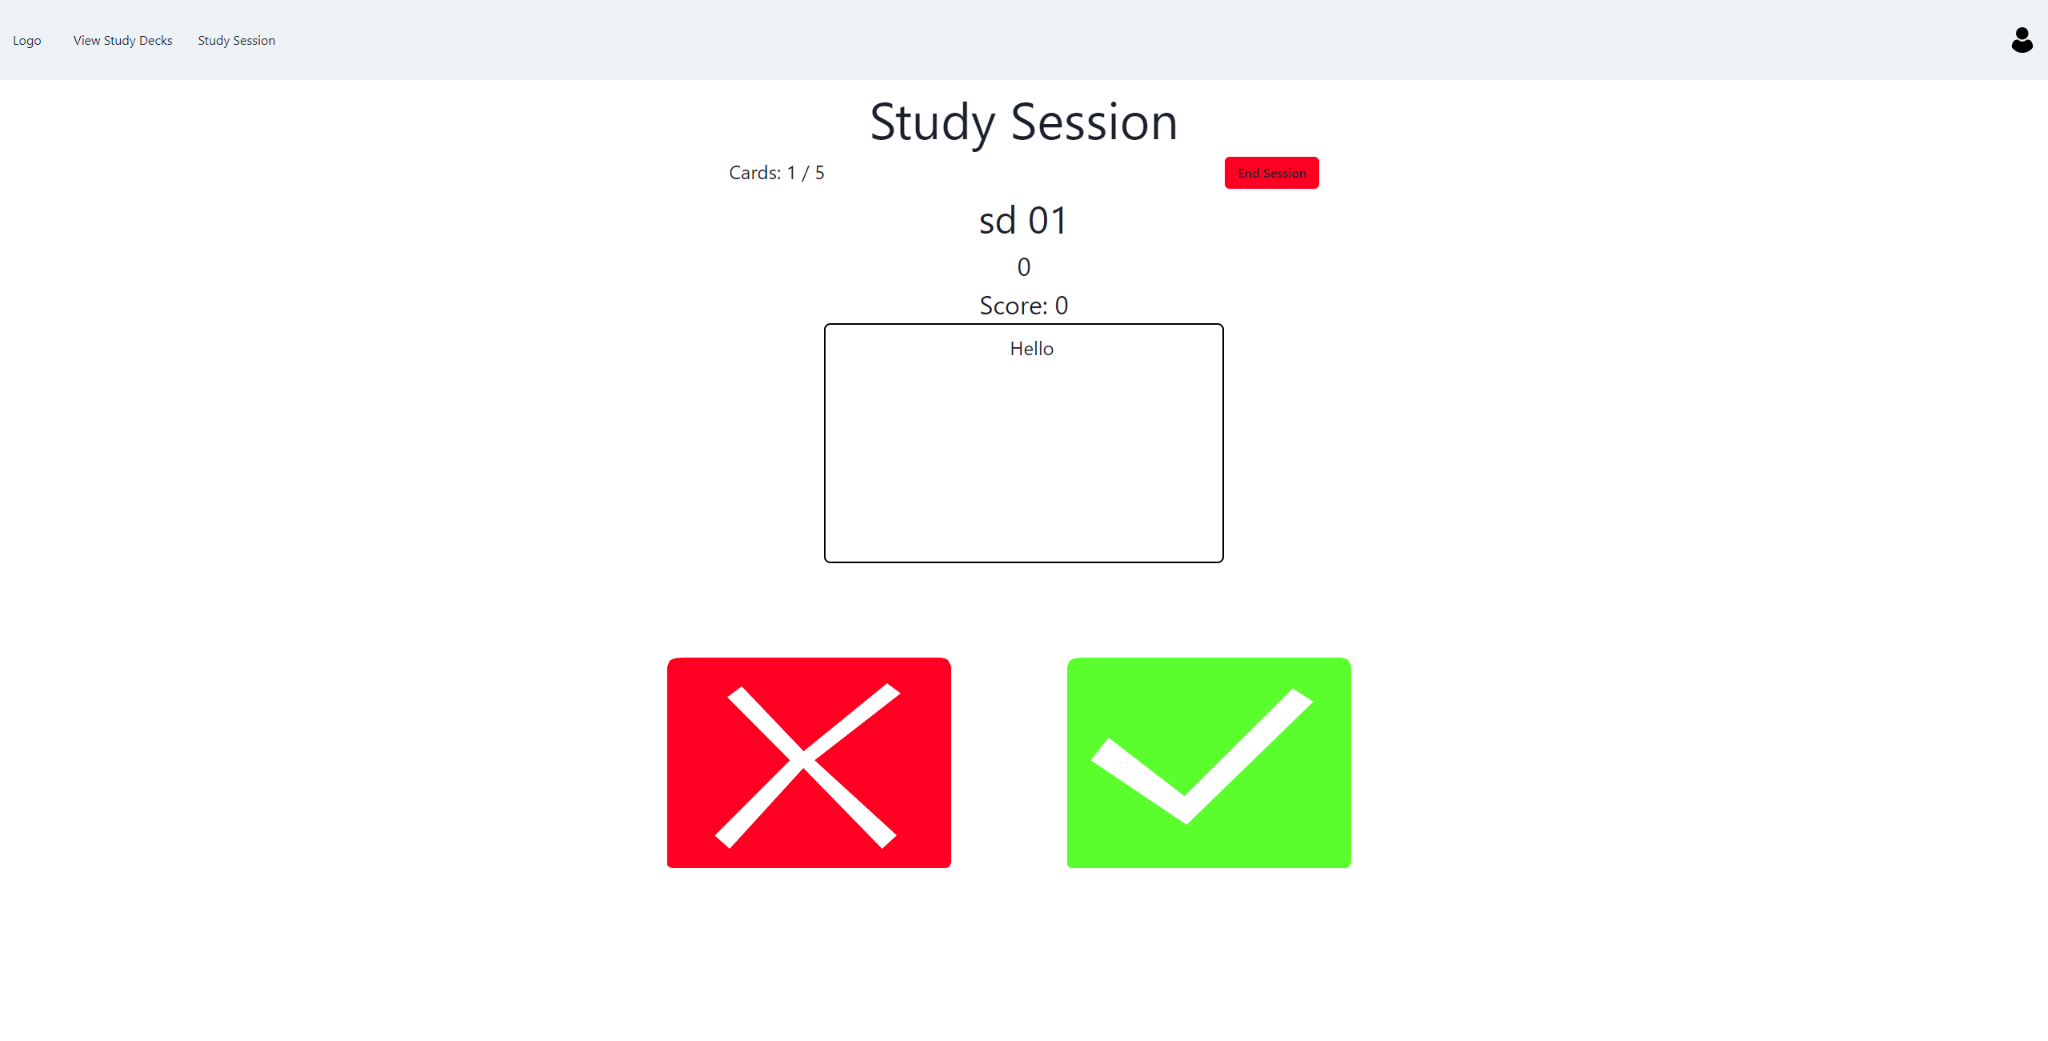 Logo View Study Decks Study Session
Study Session
Cards: 1 / 5
End Session
sd 01
0
Score: 0
Hello